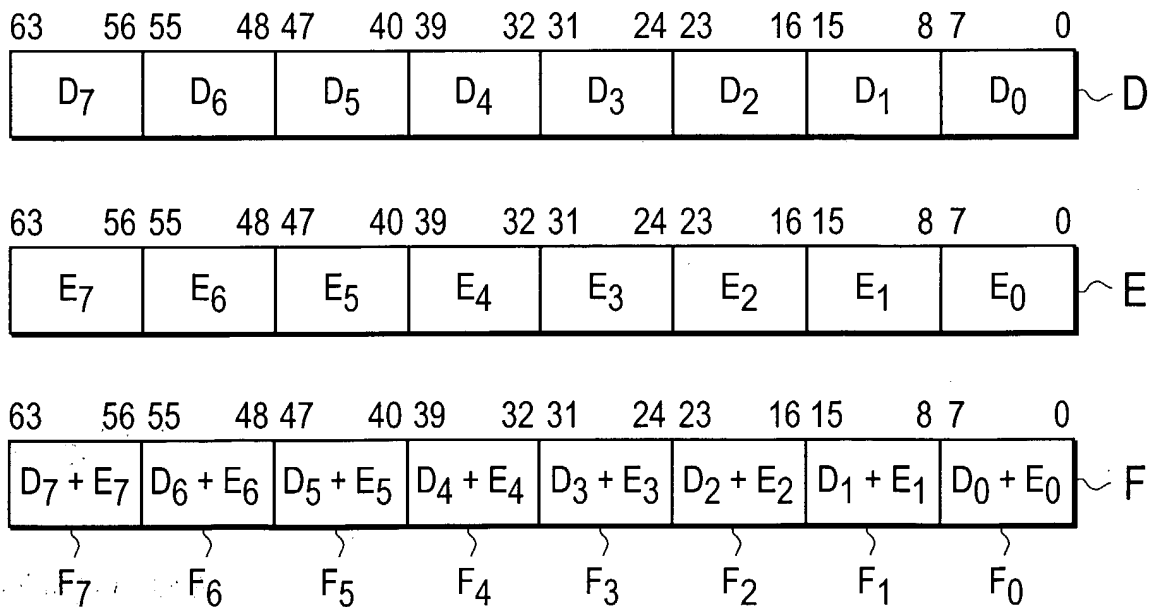 63 56 55 48 47 40 39 32 31 24 23 16 15 8 7 0
D7 D6 D5 D4 D3 D2 D1 D0 D
63 56 55 48 47 40 39 32 31 24 23 16 15 8 7 0
E7 E6 E5 E4 E3 E2 E1 E0 E
63 56 55 48 47 40 39 32 31 24 23 16 15 8 7 0
D7 + E7 D6 + E6 D5 + E5 D4 + E4 D3 + E3 D2 + E2 D1 + E1 D0 + E0 F
F7 F6 F5 F4 F3 F2 F1 F0